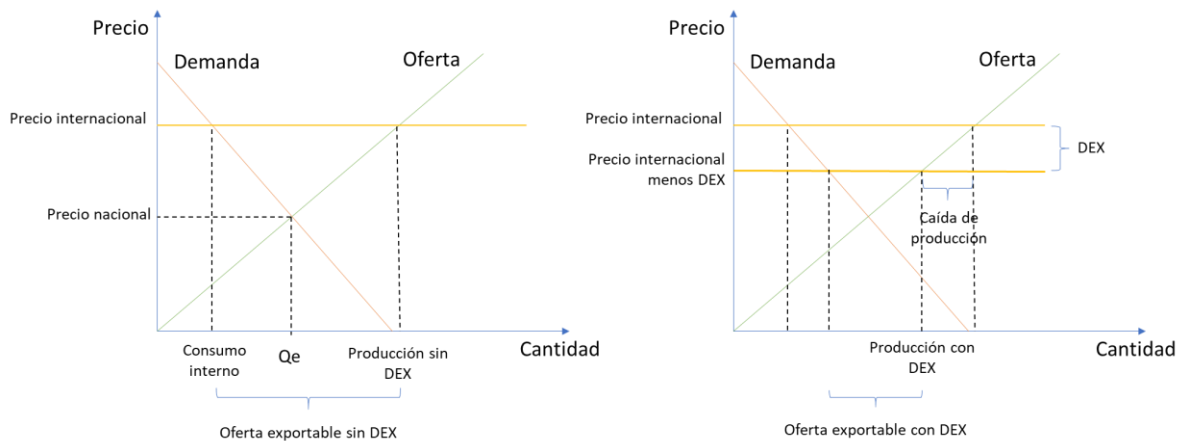 Precio
Demanda
Oferta
Precio internacional
Precio nacional
Consumo
interno
Qe
Producción sin
DEX
Cantidad
Oferta exportable sin DEX
Precio
Demanda
Oferta
Precio internacional
DEX
Precio internacional
menos DEX
Caída de
producción
Producción con
DEX
Cantidad
Oferta exportable con DEX